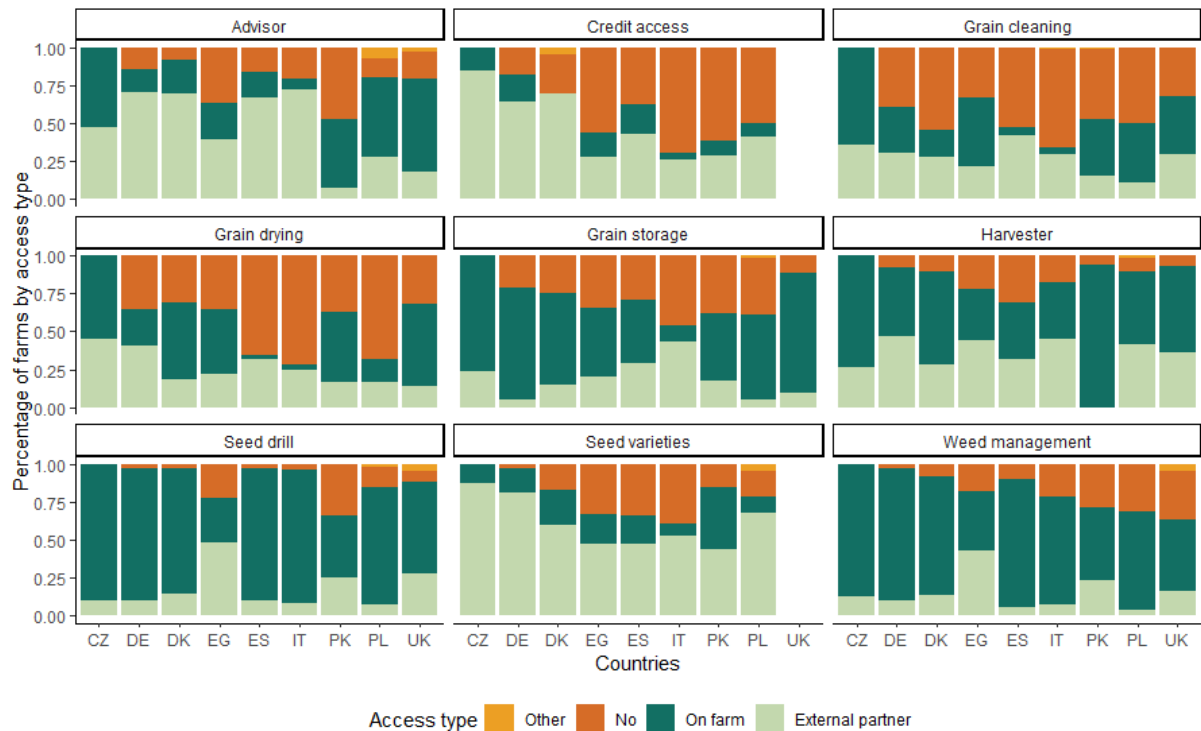 Advisor Credit access Grain cleaning
1.00
0.75
0.50
0.25
0.00
Grain drying Grain storage Harvester
1.00
0.75
0.50
0.25
0.00
Seed drill Seed varieties Weed management
1.00
0.75
0.50
0.25
0.00
Percentage of farms by access type
CZ DE DK EG ES IT PK PL UK CZ DE DK EG ES IT PK PL UK CZ DE DK EG ES IT PK PL UK
Countries
Access type Other No On farm External partner